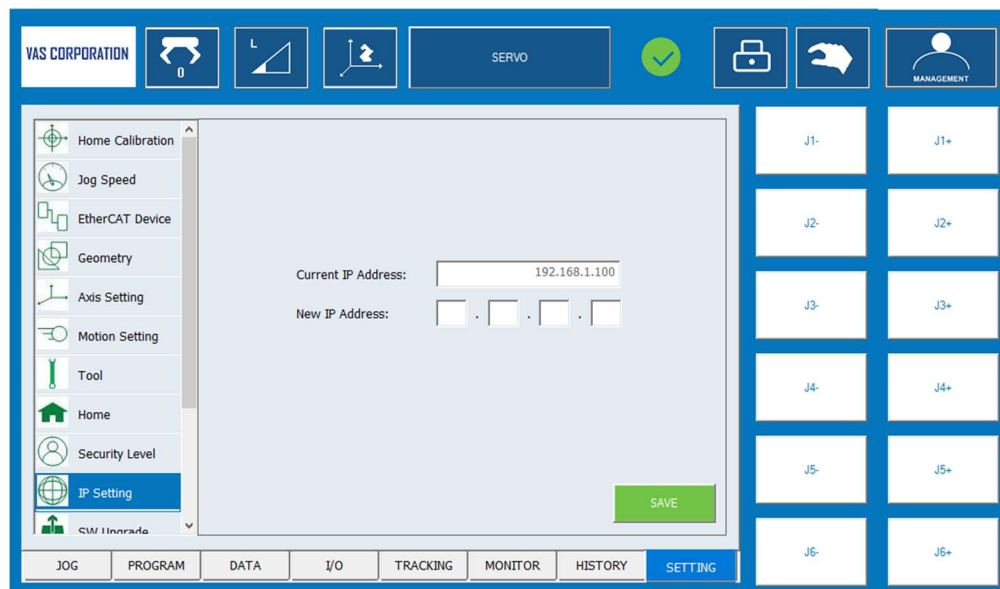 VAS CORPORATION
0
L
SERVO
MANAGEMENT
Home Calibration
Jog Speed
EtherCAT Device
Geometry
Axis Setting
Motion Setting
Tool
Home
Security Level
IP Setting
SW Upgrade
Current IP Address: 192.168.1.100
New IP Address: . . .
SAVE
J1- J1+
J2- J2+
J3- J3+
J4- J4+
J5- J5+
J6- J6+
JOG PROGRAM DATA I/O TRACKING MONITOR HISTORY SETTING